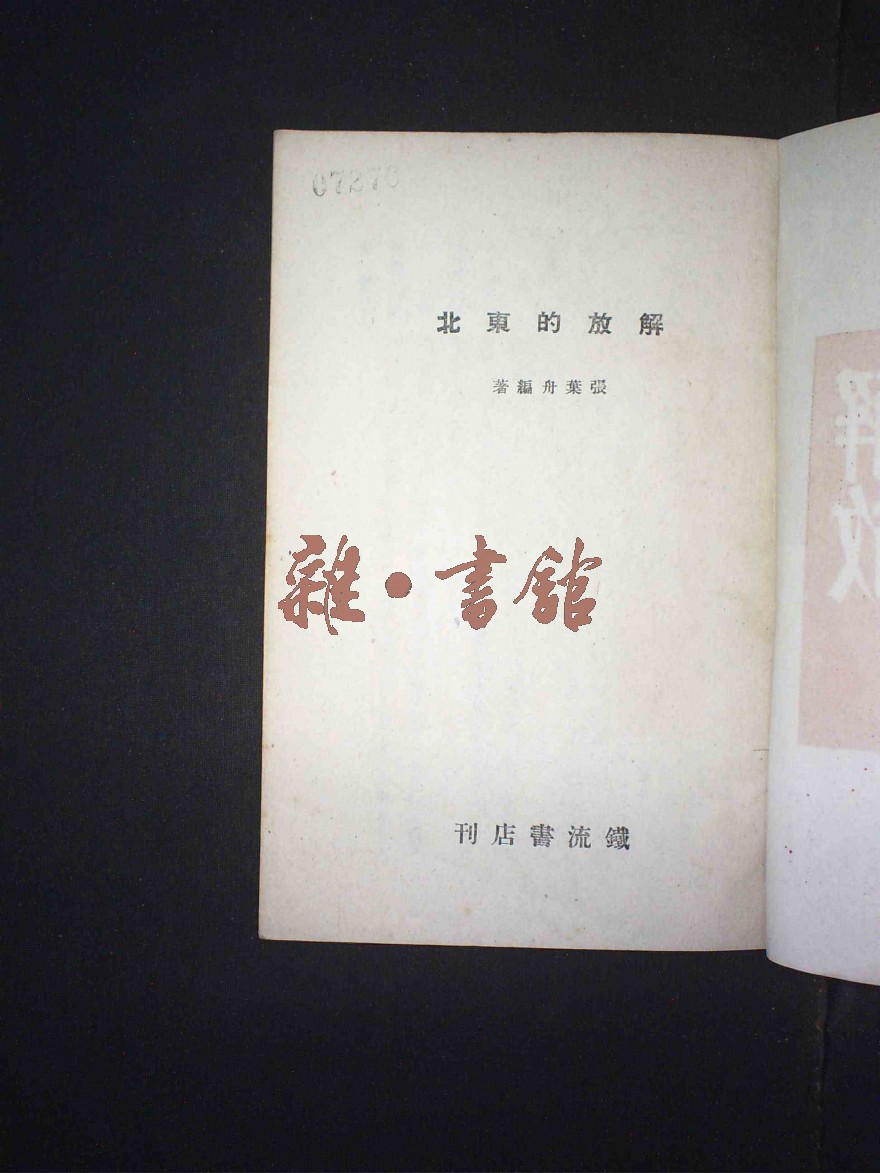 解放的東北
張葉舟編著
雜·書館
鐵流書店刊